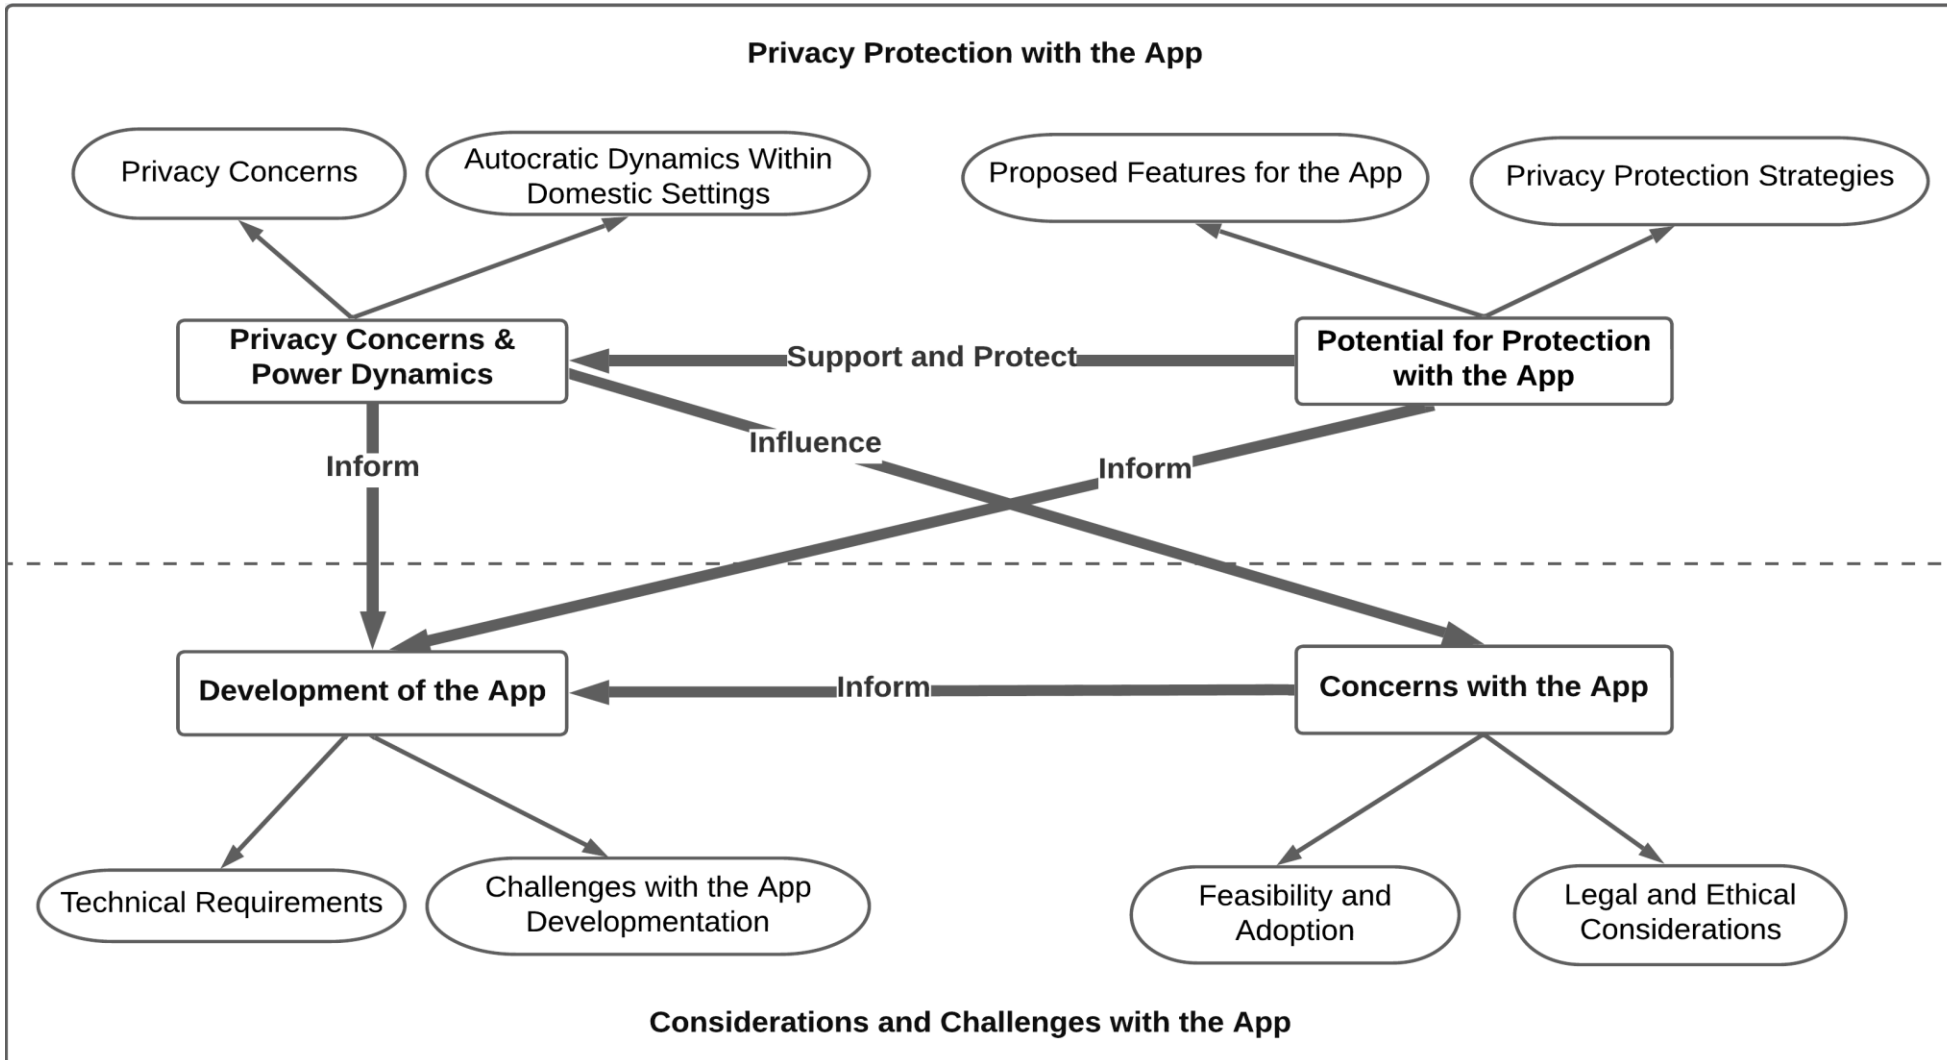 Privacy Protection with the App
Privacy Concerns
Autocratic Dynamics Within
Domestic Settings
Proposed Features for the App
Privacy Protection Strategies
Privacy Concerns &
Power Dynamics
Support and Protect
Potential for Protection
with the App
Influence
Inform
Inform
Development of the App
Inform
Concerns with the App
Technical Requirements
Challenges with the App
Developmentation
Feasibility and
Adoption
Legal and Ethical
Considerations
Considerations and Challenges with the App